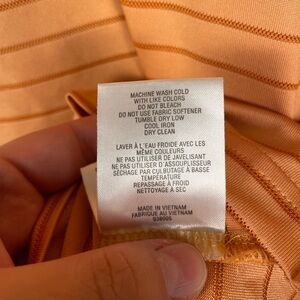 MACHINE WASH COLD
WITH LIKE COLORS
DO NOT BLEACH
DO NOT USE FABRIC SOFTENER
TUMBLE DRY LOW
COOL IRON
DRY CLEAN
LAVER À L'EAU FROIDE AVEC LES
MÊME COULEURS
NE PAS UTILISER DE JAVELISANT
NE PAS UTILISER D'ASSOUPLISSEUR
SÉCHAGE PAR CULBUTAGE À BASSE
TEMPÉRATURE
REPASSAGE À FROID
NETTOYAGE À SEC
MADE IN VIETNAM
FABRIQUÉ AU VIETNAM